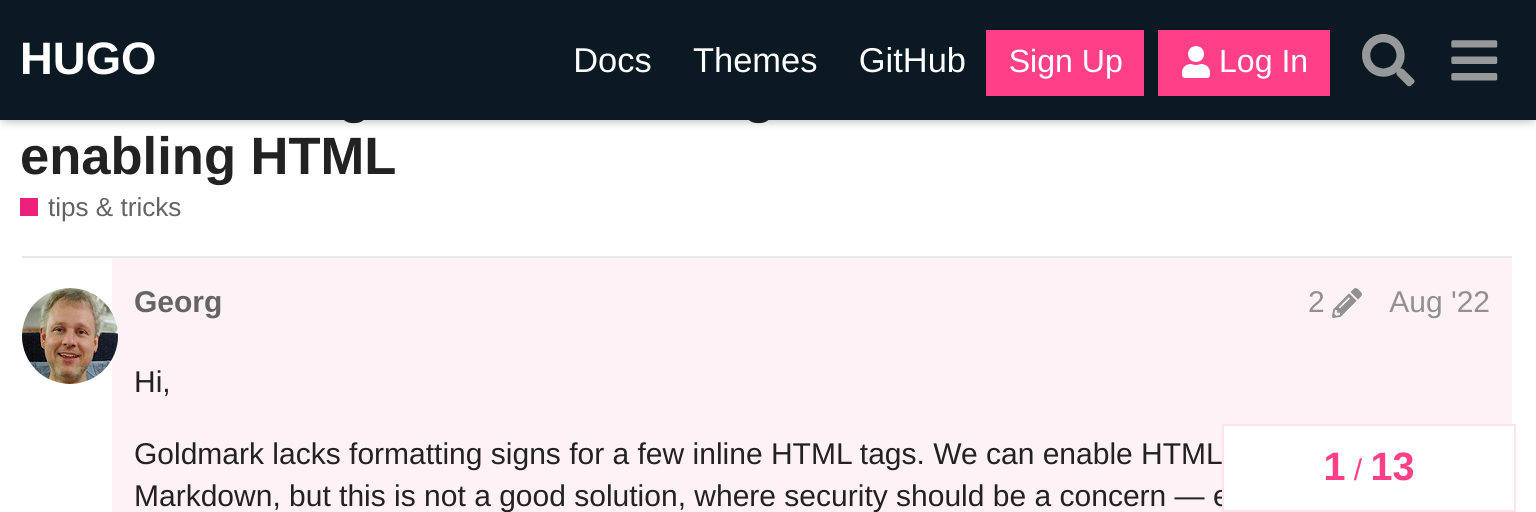 HUGO
Docs Themes GitHub Sign Up Log In
enabling HTML
tips & tricks
Georg 2 Aug '22
Hi,
Goldmark lacks formatting signs for a few inline HTML tags. We can enable HTML
Markdown, but this is not a good solution, where security should be a concern —
1 / 13